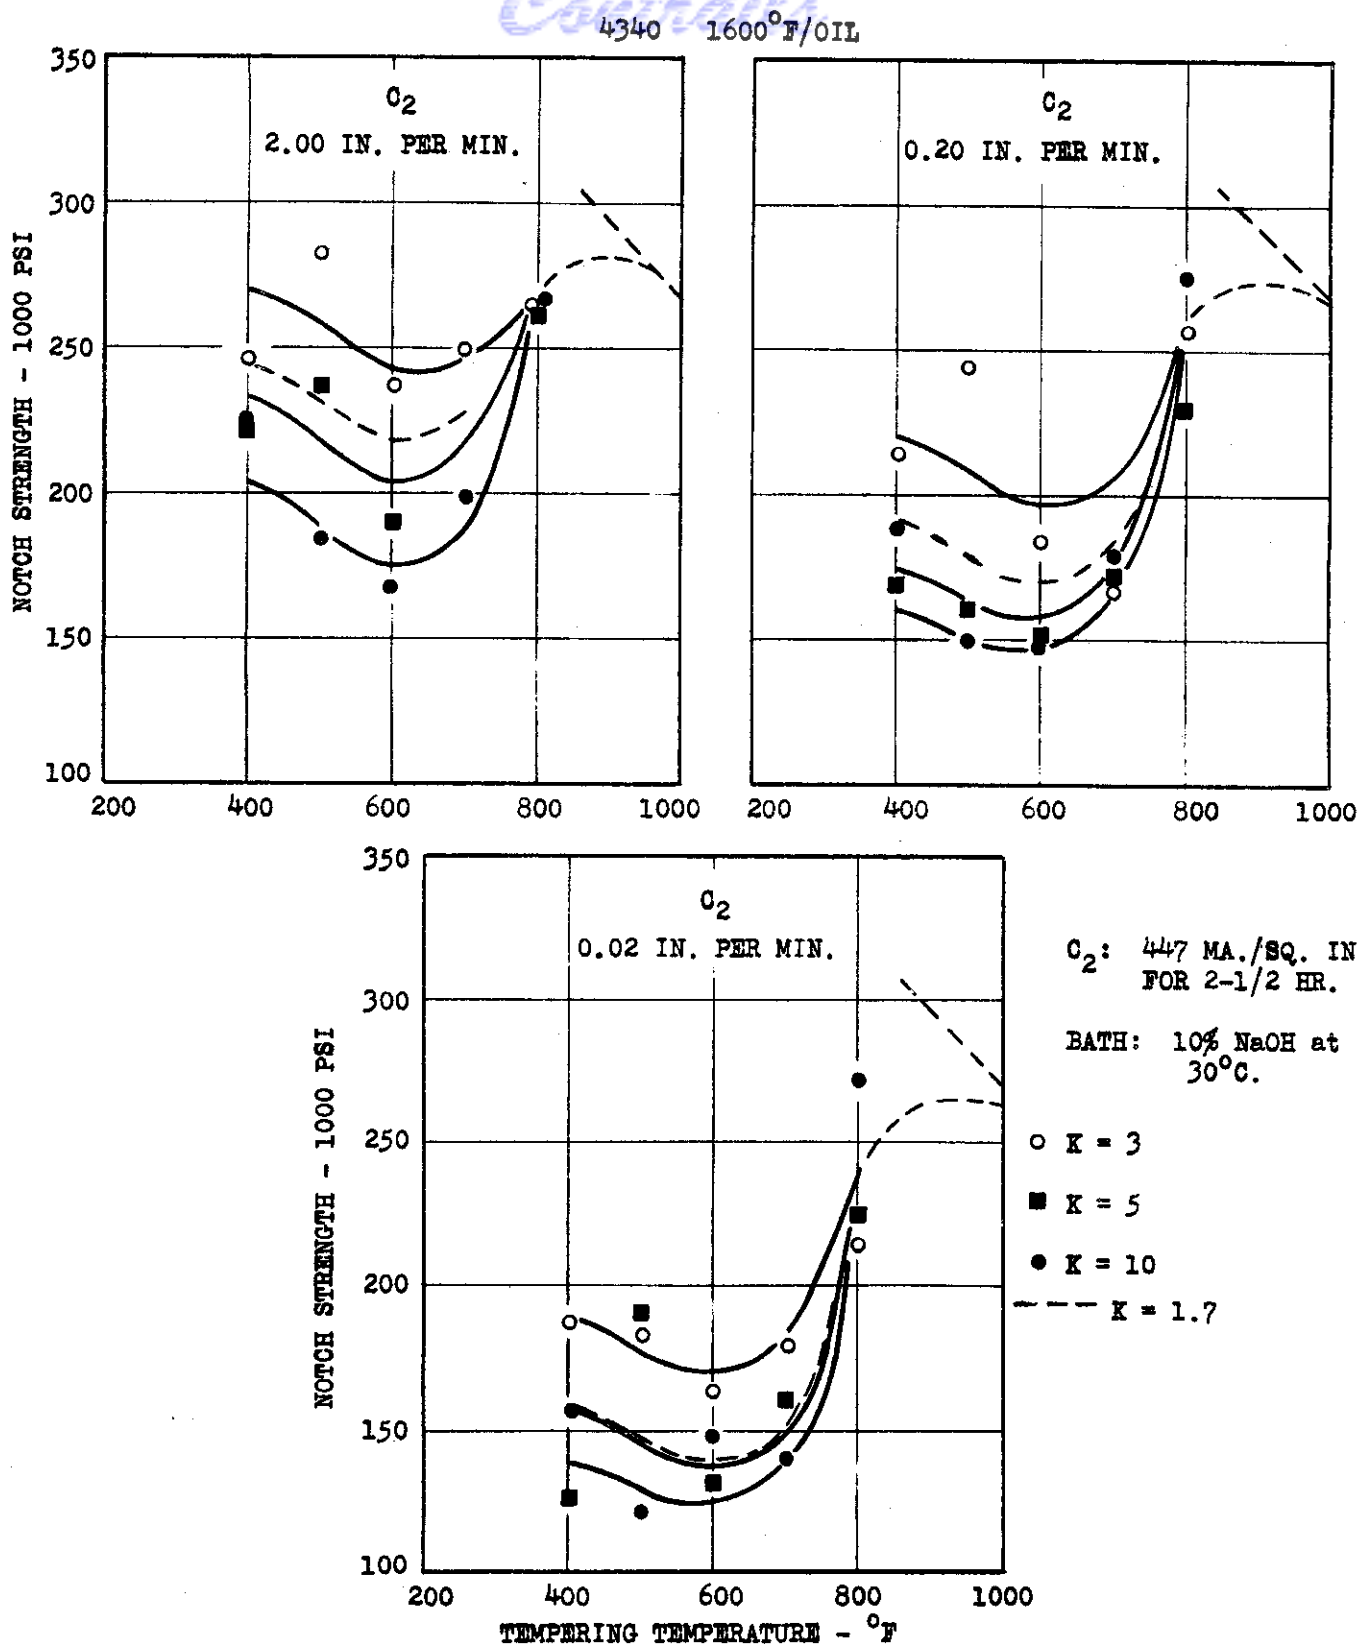 Contrails
4340 1600°F/OIL
350
300
250
200
150
100
NOTCH STRENGTH - 1000 PSI
C2
2.00 IN. PER MIN.
200 400 600 800 1000
C2
0.20 IN. PER MIN.
200 400 600 800 1000
350
300
250
200
150
100
NOTCH STRENGTH - 1000 PSI
C2
0.02 IN. PER MIN.
200 400 600 800 1000
TEMPERING TEMPERATURE - °F
C2: 447 MA./SQ. IN
FOR 2-1/2 HR.
BATH: 10% NaOH at
30°C.
K = 3
K = 5
K = 10
K = 1.7